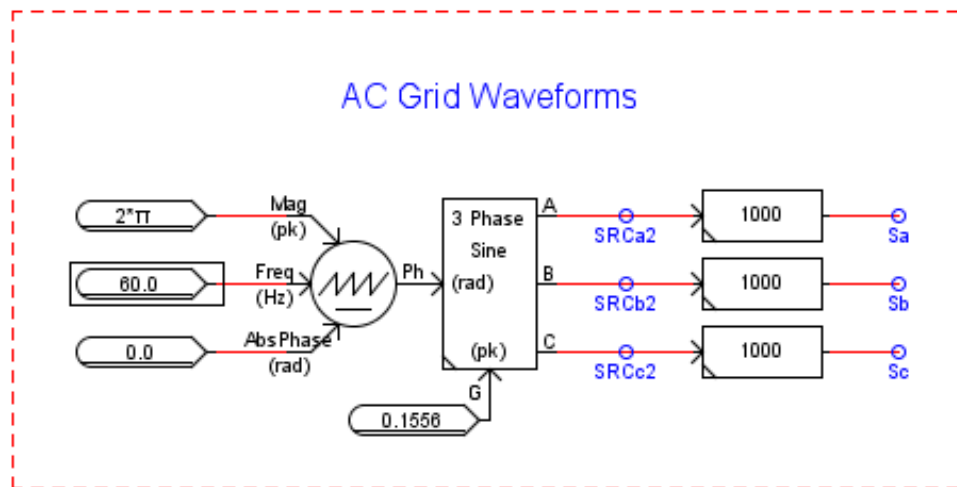 AC Grid Waveforms
2*π
Mag
(pk)
60.0
Freq
(Hz)
0.0
AbsPhase
(rad)
Ph
3 Phase
Sine
(rad)
(pk)
G
0.1556
A
SRCa2
1000
Sa
B
SRCb2
1000
Sb
C
SRCc2
1000
Sc